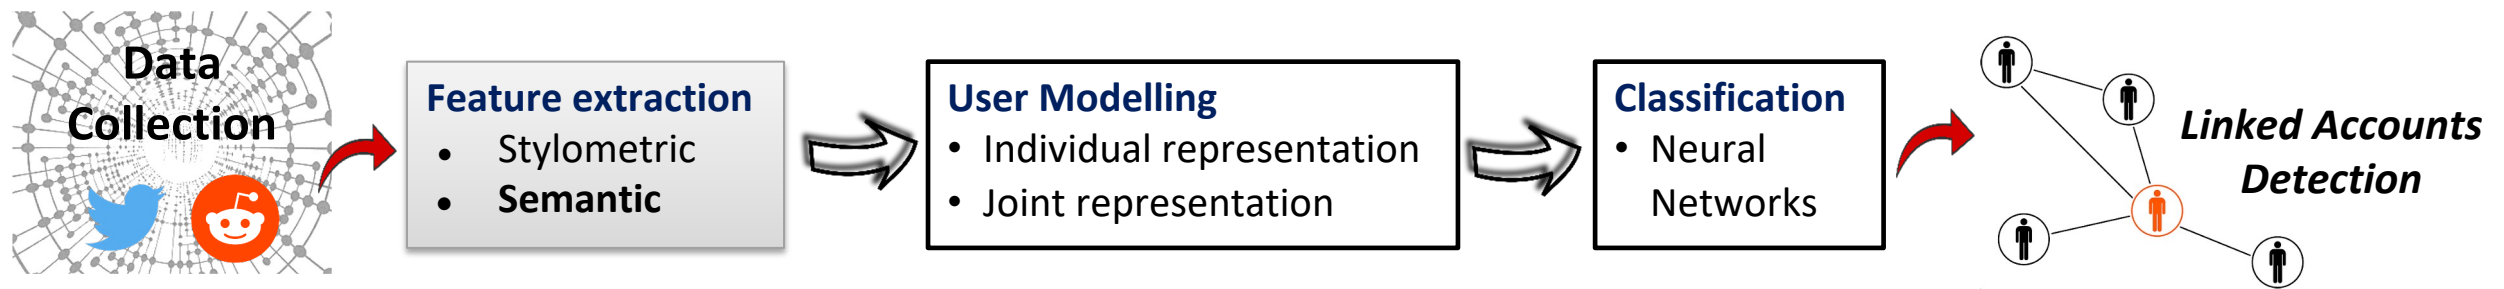 Data
Collection
Feature extraction
• Stylometric
• Semantic
User Modelling
• Individual representation
• Joint representation
Classification
• Neural
Networks
Linked Accounts
Detection